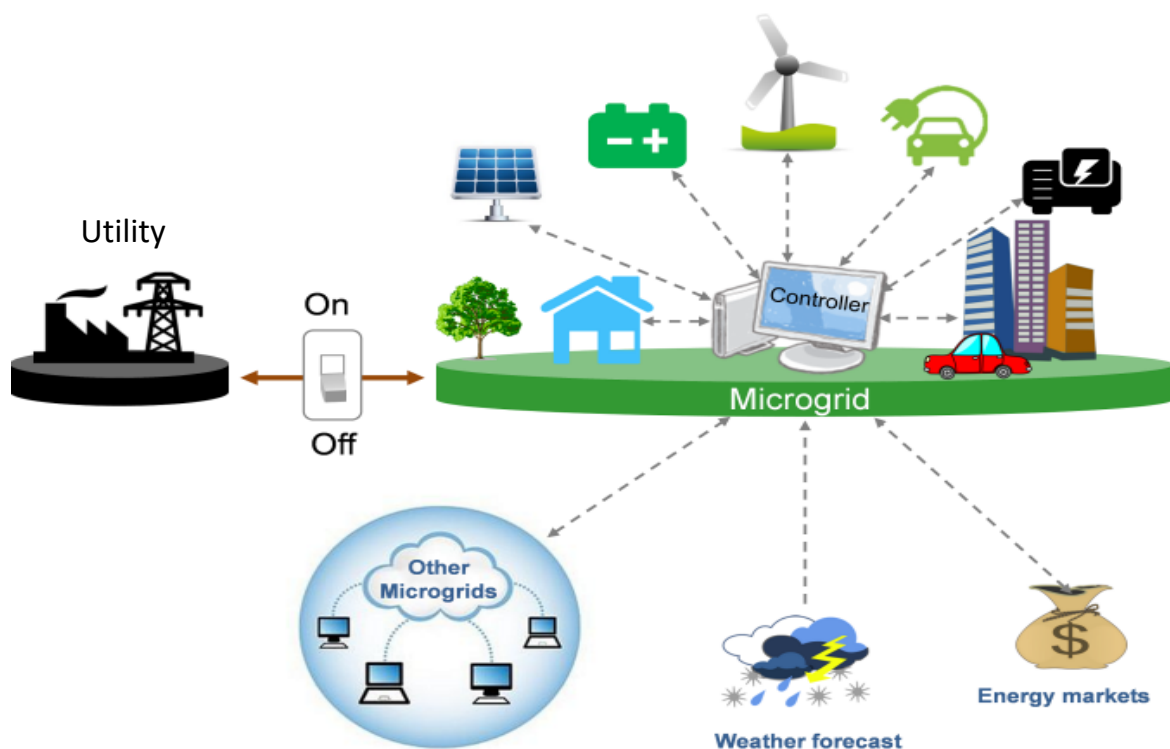 Utility
On
Off
Controller
Microgrid
Other
Microgrids
$
Energy markets
Weather forecast